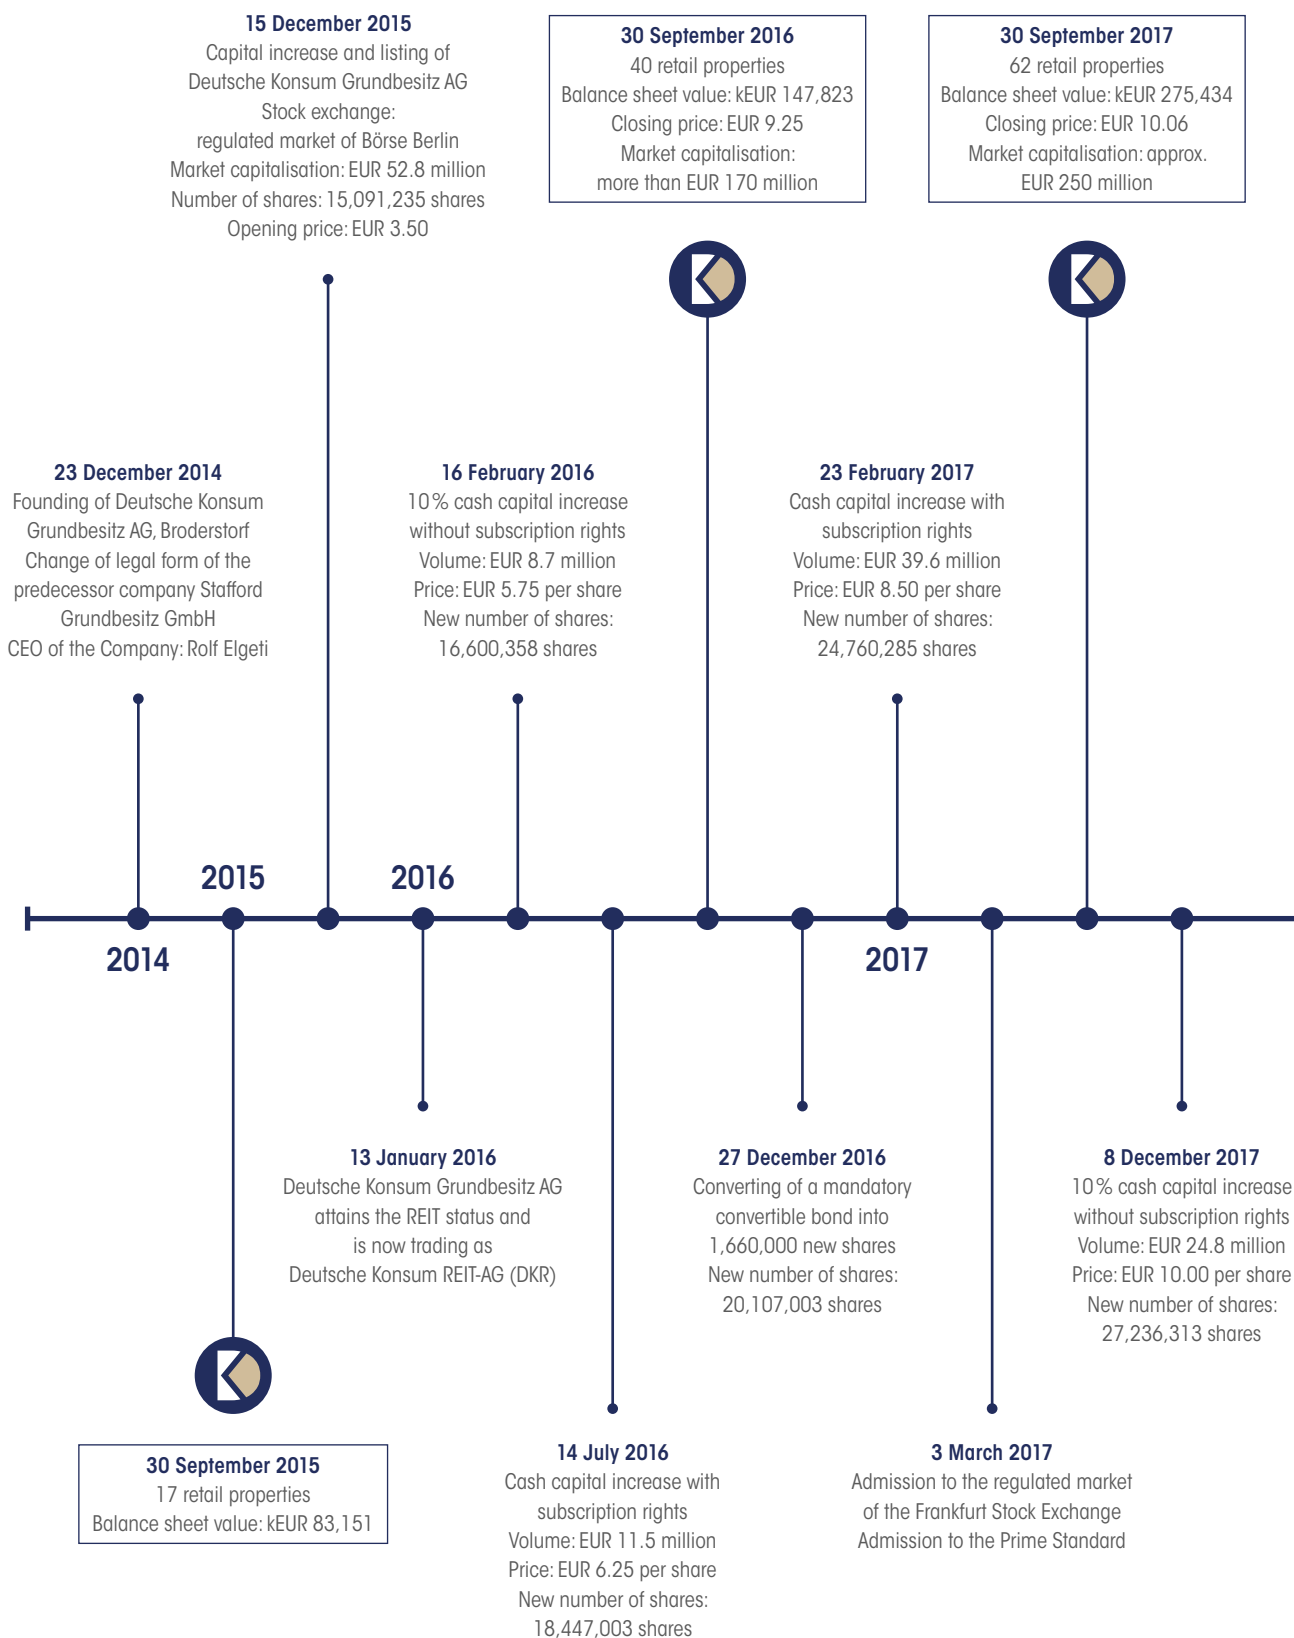 15 December 2015
Capital increase and listing of
Deutsche Konsum Grundbesitz AG
Stock exchange:
regulated market of Börse Berlin
Market capitalisation: EUR 52.8 million
Number of shares: 15,091,235 shares
Opening price: EUR 3.50
30 September 2016
40 retail properties
Balance sheet value: kEUR 147,823
Closing price: EUR 9.25
Market capitalisation:
more than EUR 170 million
30 September 2017
62 retail properties
Balance sheet value: kEUR 275,434
Closing price: EUR 10.06
Market capitalisation: approx.
EUR 250 million
23 December 2014
Founding of Deutsche Konsum
Grundbesitz AG, Broderstorf
Change of legal form of the
predecessor company Stafford
Grundbesitz GmbH
CEO of the Company: Rolf Elgeti
16 February 2016
10 % cash capital increase
without subscription rights
Volume: EUR 8.7 million
Price: EUR 5.75 per share
New number of shares:
16,600,358 shares
23 February 2017
Cash capital increase with
subscription rights
Volume: EUR 39.6 million
Price: EUR 8.50 per share
New number of shares:
24,760,285 shares
2015
2016
2014
2017
13 January 2016
Deutsche Konsum Grundbesitz AG
attains the REIT status and
is now trading as
Deutsche Konsum REIT-AG (DKR)
27 December 2016
Converting of a mandatory
convertible bond into
1,660,000 new shares
New number of shares:
20,107,003 shares
8 December 2017
10 % cash capital increase
without subscription rights
Volume: EUR 24.8 million
Price: EUR 10.00 per share
New number of shares:
27,236,313 shares
30 September 2015
17 retail properties
Balance sheet value: kEUR 83,151
14 July 2016
Cash capital increase with
subscription rights
Volume: EUR 11.5 million
Price: EUR 6.25 per share
New number of shares:
18,447,003 shares
3 March 2017
Admission to the regulated market
of the Frankfurt Stock Exchange
Admission to the Prime Standard